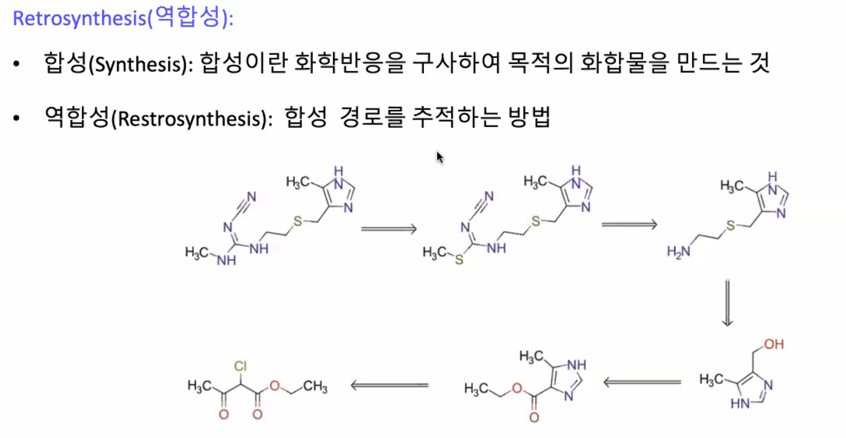 Retrosynthesis(역합성):
• 합성(Synthesis): 합성이란 화학반응을 구사하여 목적의 화합물을 만드는 것
• 역합성(Restrosynthesis): 합성 경로를 추적하는 방법
N N H₃C NH S N H₃C NH H N
N N H₃C S N S NH H N
H₃C S N H₂N H N
OH H₃C N HN
H₃C NH H₃C O N O
Cl H₃C O CH₃ O O